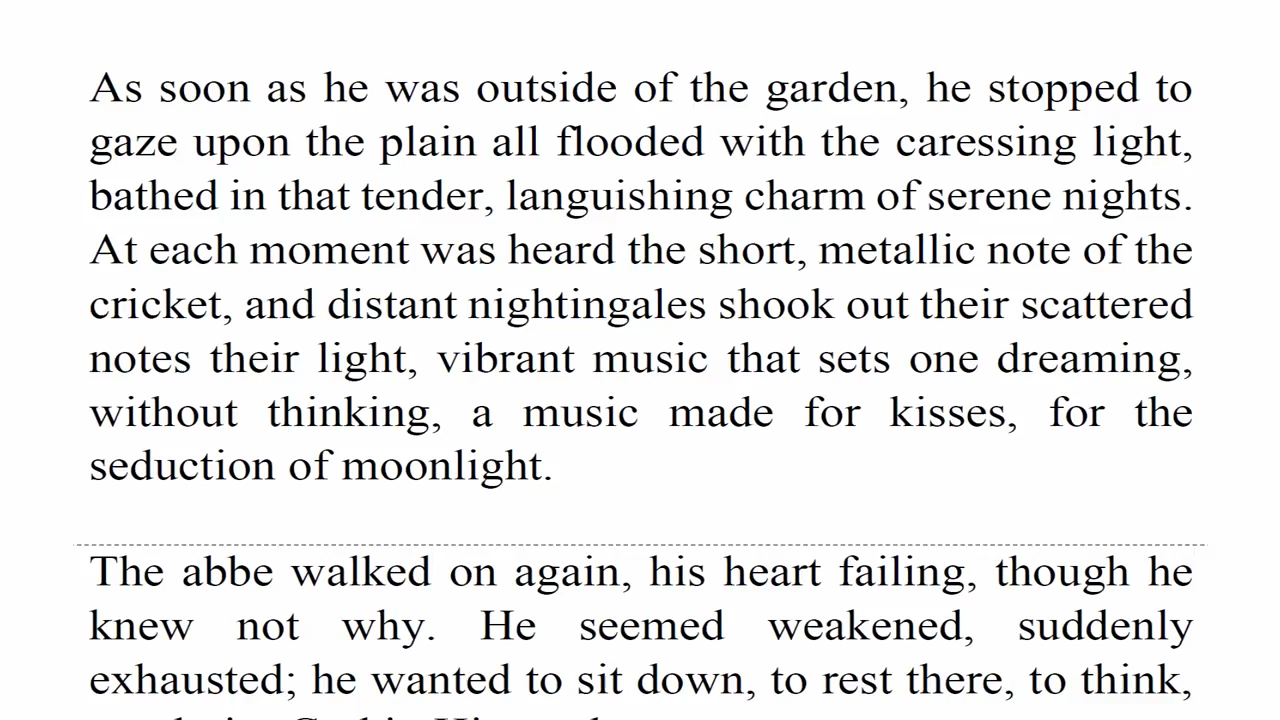 As soon as he was outside of the garden, he stopped to
gaze upon the plain all flooded with the caressing light,
bathed in that tender, languishing charm of serene nights.
At each moment was heard the short, metallic note of the
cricket, and distant nightingales shook out their scattered
notes their light, vibrant music that sets one dreaming,
without thinking, a music made for kisses, for the
seduction of moonlight.
The abbe walked on again, his heart failing, though he
knew not why. He seemed weakened, suddenly
exhausted; he wanted to sit down, to rest there, to think,